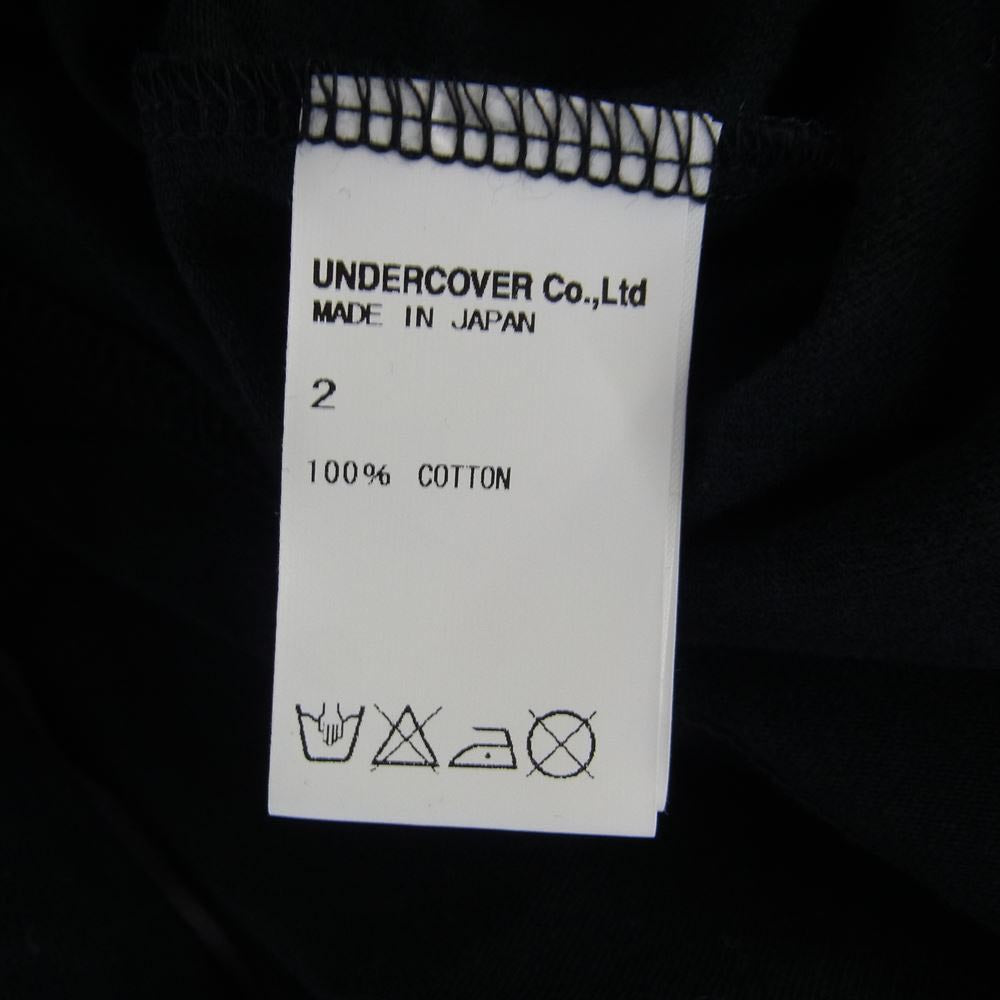 UNDERCOVER Co.,Ltd
MADE IN JAPAN
2
100% COTTON